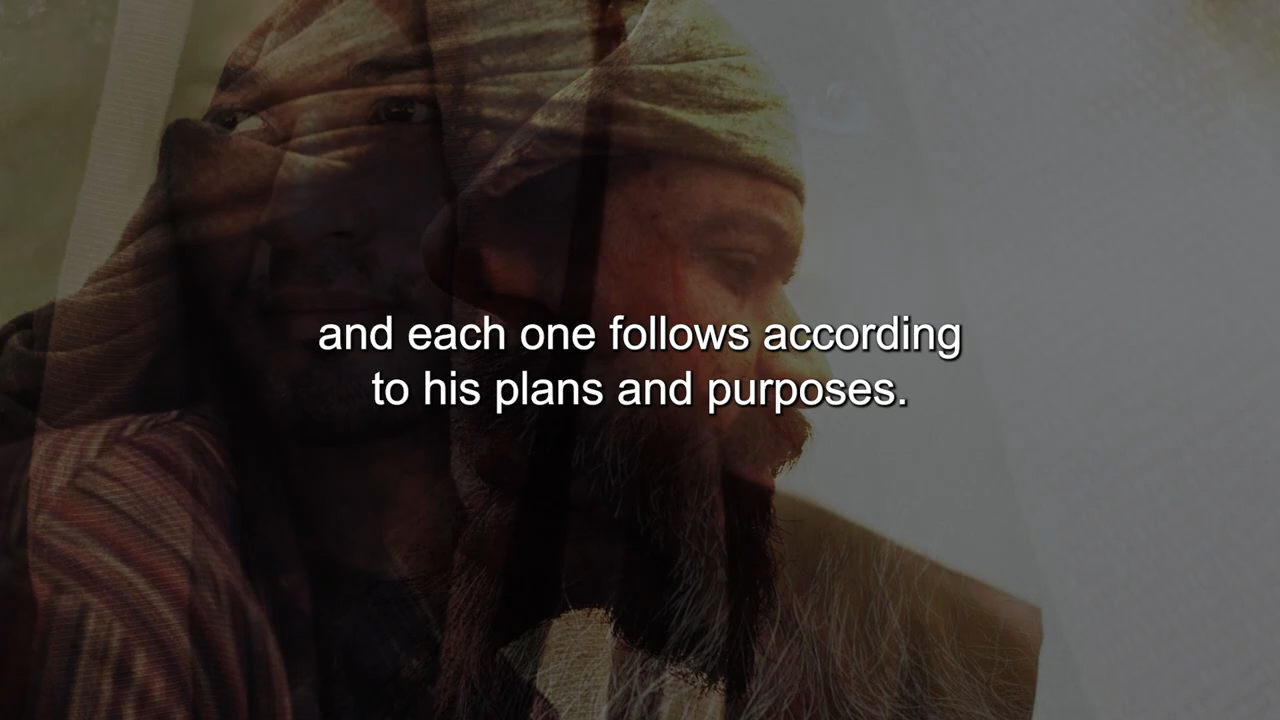 and each one follows according
to his plans and purposes.